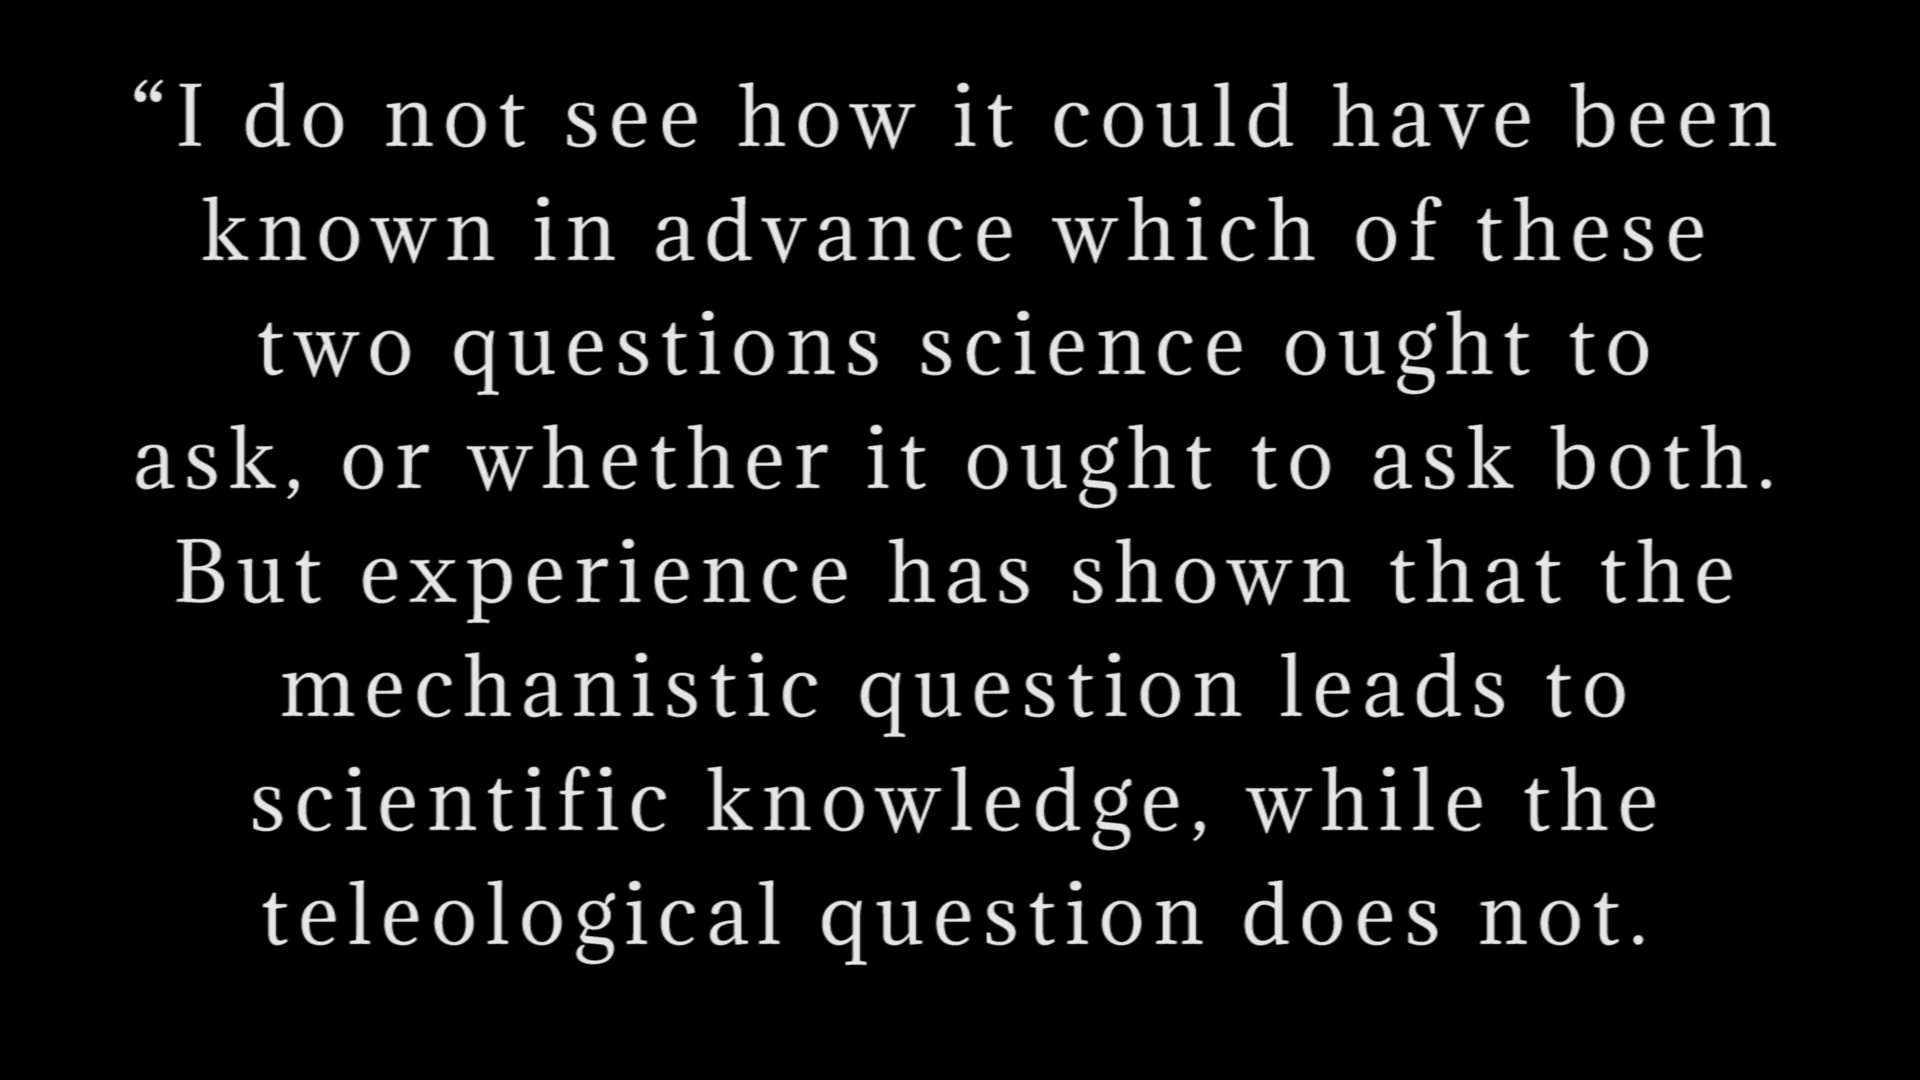 “I do not see how it could have been
known in advance which of these
two questions science ought to
ask, or whether it ought to ask both.
But experience has shown that the
mechanistic question leads to
scientific knowledge, while the
teleological question does not.